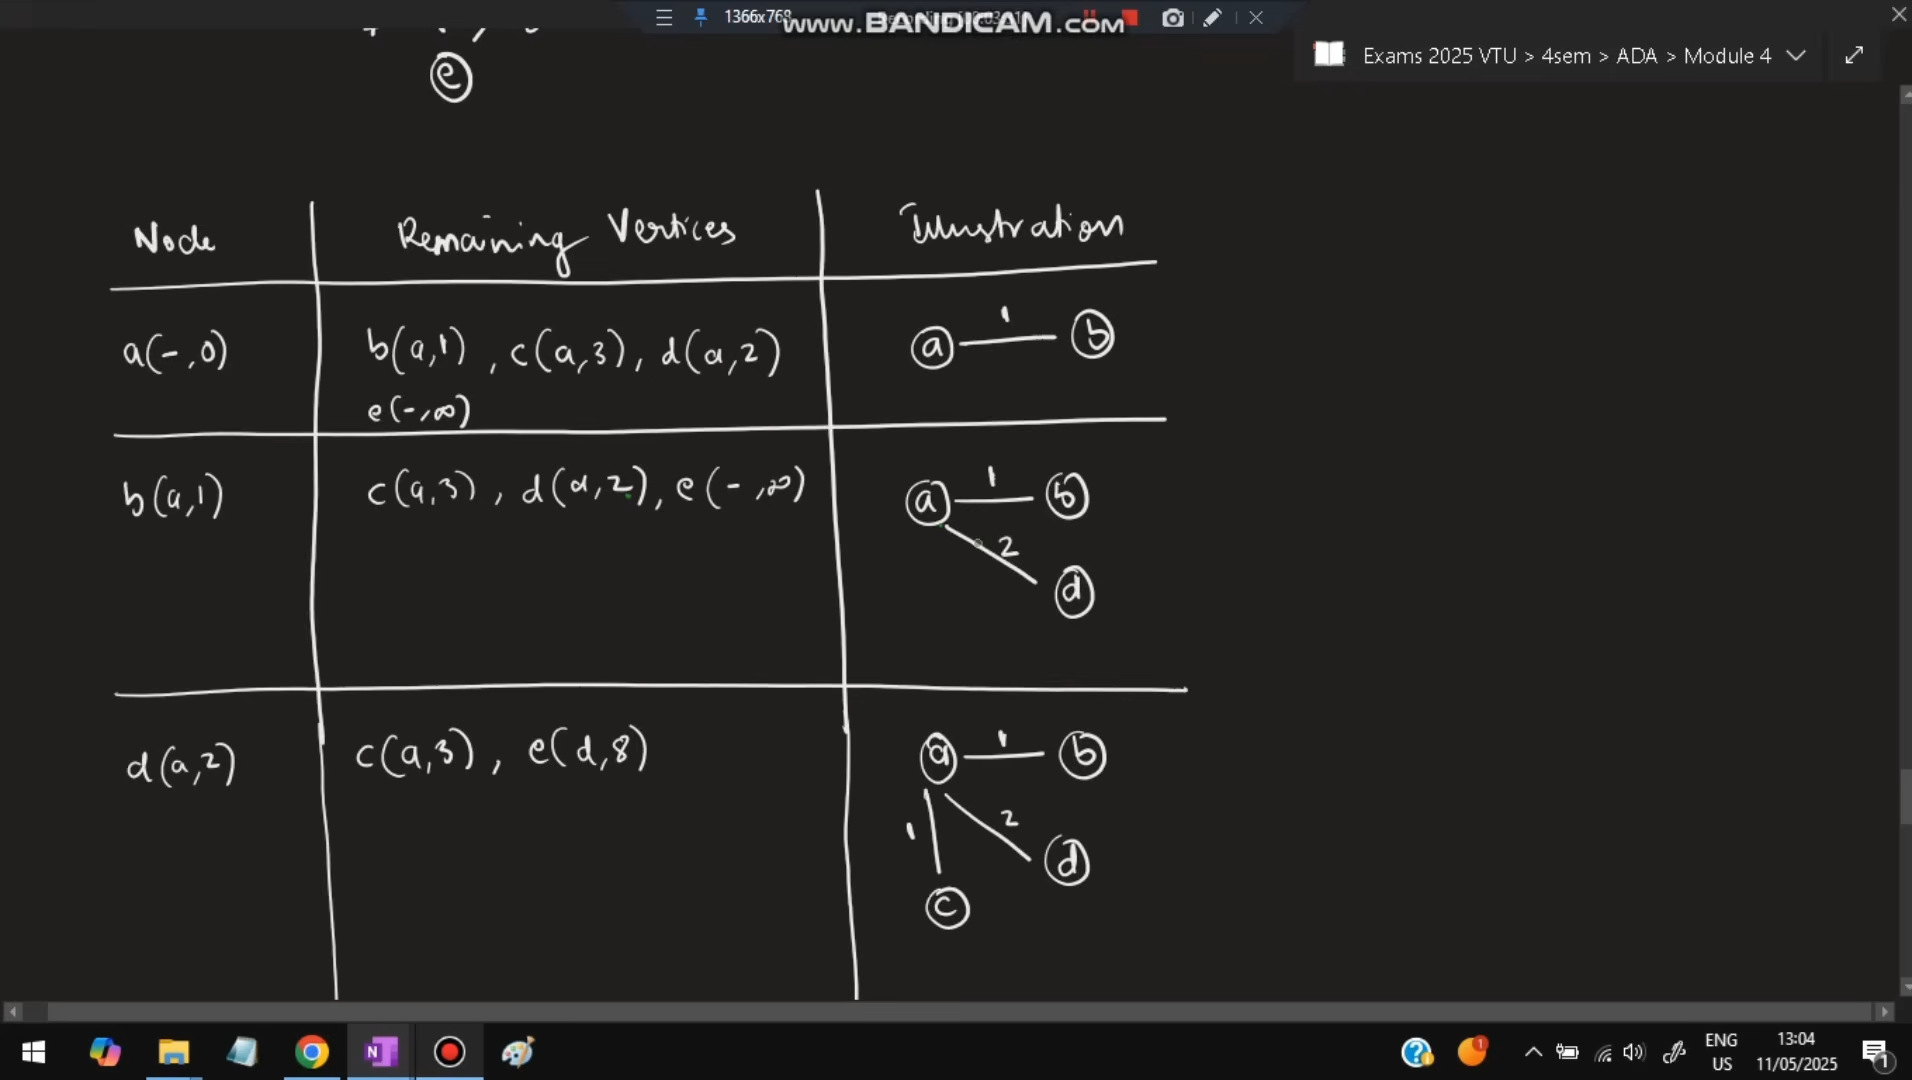 1366x768
www.BANDICAM.com
Exams 2025 VTU > 4sem > ADA > Module 4
e
Node Remaining Vertices Illustration
a(-,0) b(a,1) , c(a,3), d(a,2) a 1 b
e(-,∞)
b(a,1) c(a,3) , d(a,2), e(-,∞) a 1 b
2
d
d(a,2) c(a,3) , e(d,8) a 1 b
1 2
d
c
ENG
US
13:04
11/05/2025